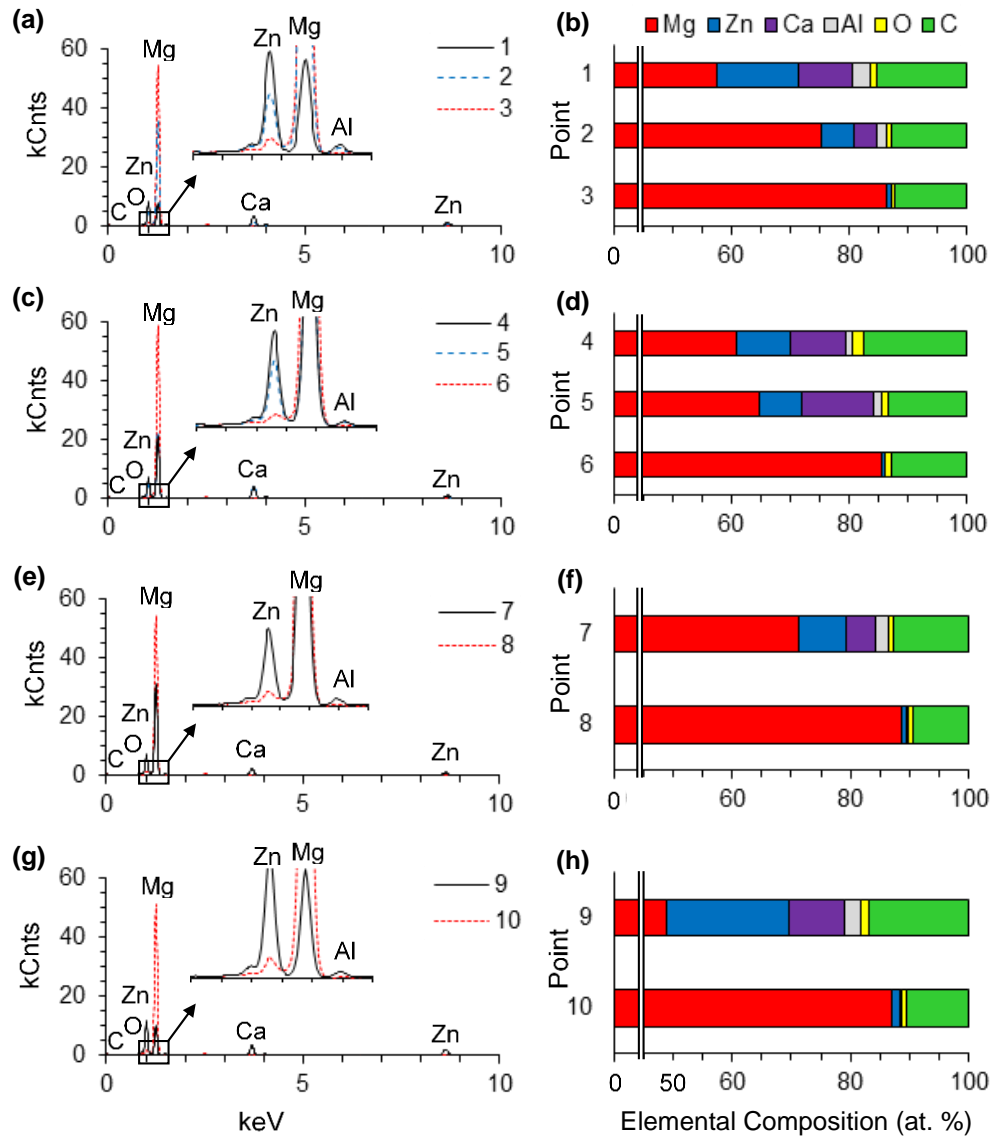 (a)
kCnts
60
40
20
0
Mg
Zn
O
C
Ca
Zn
Zn
Mg
Al
1
2
3
0 5 10
(b)
Mg Zn Ca Al O C
Point
1
2
3
0 60 80 100
(c)
kCnts
60
40
20
0
Mg
Zn
O
C
Ca
Zn
Zn
Mg
Al
4
5
6
0 5 10
(d)
Point
4
5
6
0 60 80 100
(e)
kCnts
60
40
20
0
Mg
Zn
O
C
Ca
Zn
Zn
Mg
Al
7
8
0 5 10
(f)
Point
7
8
0 60 80 100
(g)
kCnts
60
40
20
0
Mg
Zn
O
C
Ca
Zn
Zn
Mg
Al
9
10
0 5 10
keV
(h)
Point
9
10
0 50 60 80 100
Elemental Composition (at. %)